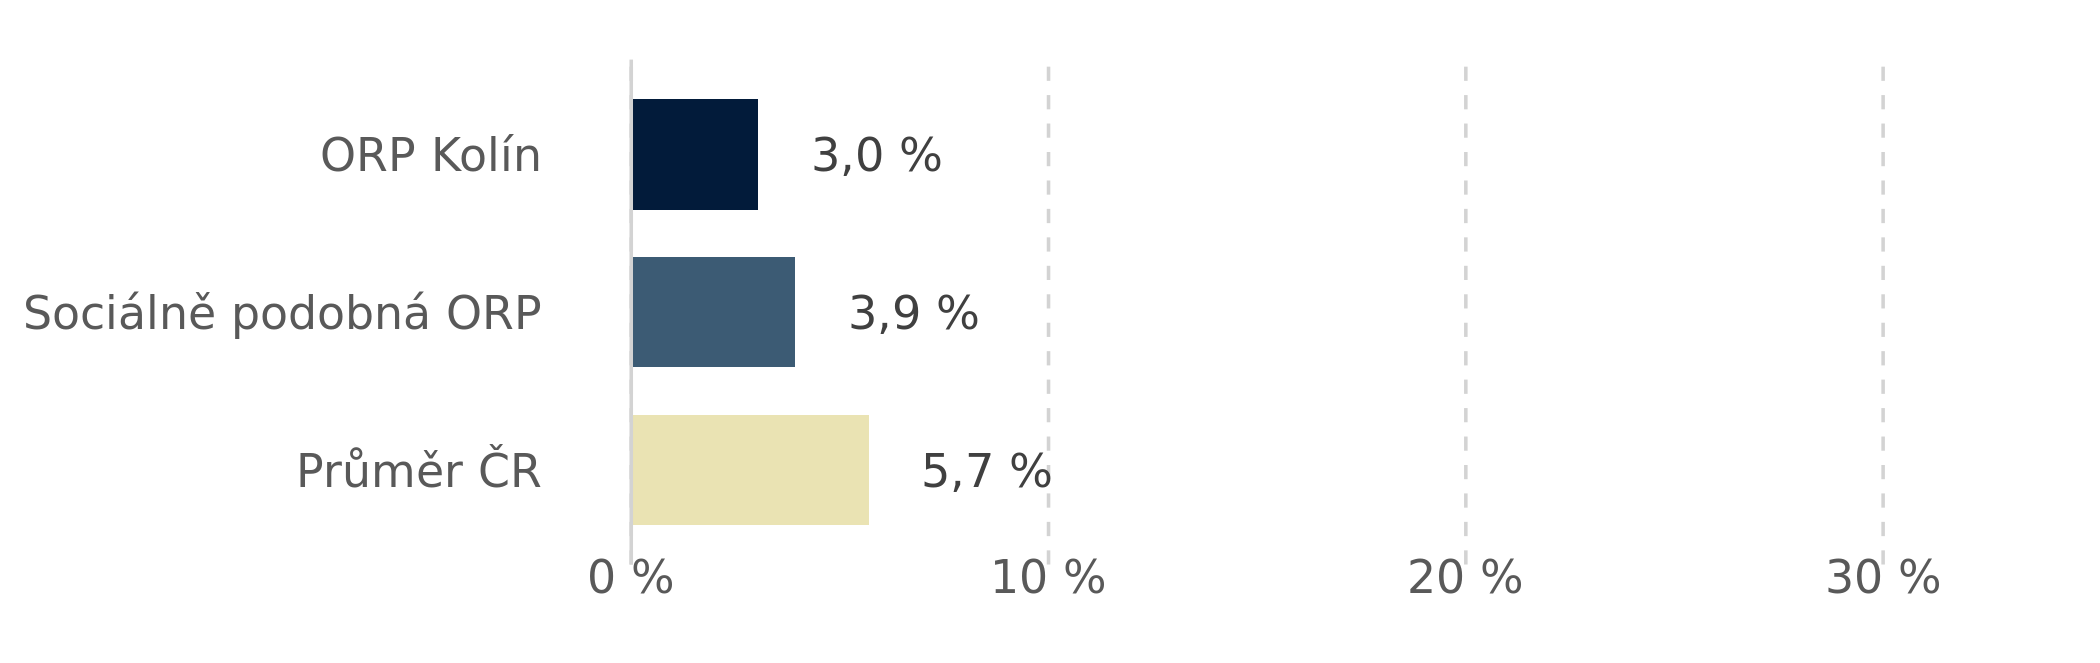 ORP Kolín 3,0 %
Sociálně podobná ORP 3,9 %
Průměr ČR 5,7 %
0 % 10 % 20 % 30 %